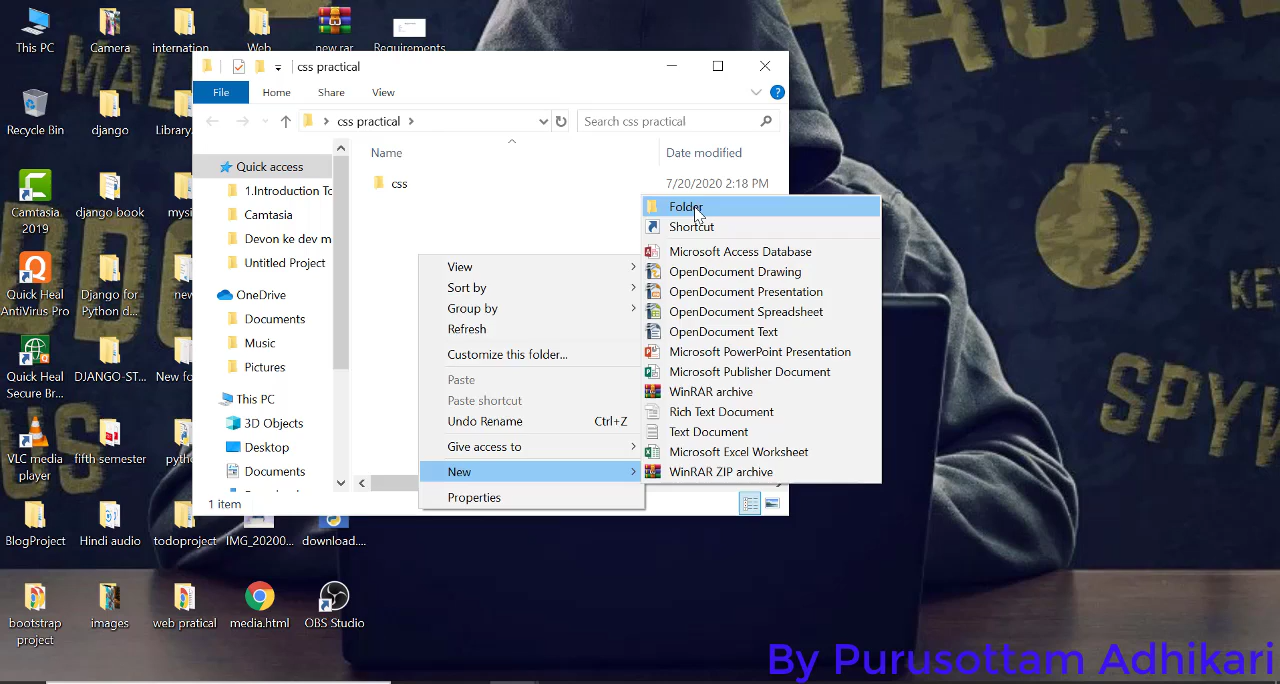 This PC
Camera
internation
Web
new.rar
Requirements
Recycle Bin
django
Library.
Camtasia
2019
django book
mysi
Quick Heal
AntiVirus Pro
Django for
Python d...
new
Quick Heal
Secure Br...
DJANGO-ST...
New fo
VLC media
player
fifth semester
pytho
BlogProject
Hindi audio
todoproject
IMG_20200...
download....
bootstrap
project
images
web pratical
media.html
OBS Studio
css practical
File
Home
Share
View
?
css practical
Search css practical
Name
Date modified
css
7/20/2020 2:18 PM
Quick access
1.Introduction To
Camtasia
Devon ke dev m
Untitled Project
OneDrive
Documents
Music
Pictures
This PC
3D Objects
Desktop
Documents
1 item
View
Sort by
Group by
Refresh
Customize this folder...
Paste
Paste shortcut
Undo Rename Ctrl+Z
Give access to
New
Properties
Folder
Shortcut
Microsoft Access Database
OpenDocument Drawing
OpenDocument Presentation
OpenDocument Spreadsheet
OpenDocument Text
Microsoft PowerPoint Presentation
Microsoft Publisher Document
WinRAR archive
Rich Text Document
Text Document
Microsoft Excel Worksheet
WinRAR ZIP archive
KE
SPYW
By Purusottam Adhikari